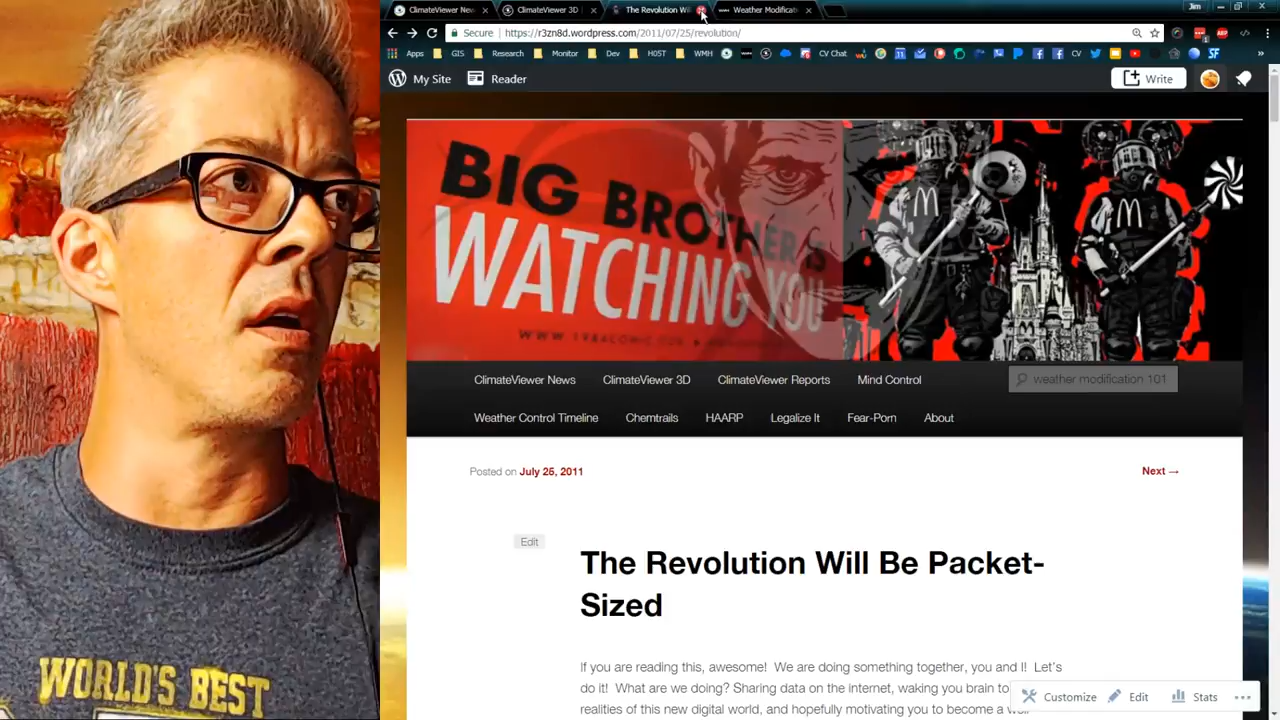 ClimateViewer New
ClimateViewer 3D
The Revolution Wil
Weather Modificati
Jim
Secure
https://r3zn8d.wordpress.com/2011/07/25/revolution/
Apps
GIS
Research
Monitor
Dev
H05T
WMH
CV Chat
CV
SF
My Site
Reader
Write
BIG BROTHER IS
WATCHING YOU
ClimateViewer News
ClimateViewer 3D
ClimateViewer Reports
Mind Control
weather modification 101
Weather Control Timeline
Chemtrails
HAARP
Legalize It
Fear-Porn
About
Posted on July 25, 2011
Next →
Edit
The Revolution Will Be Packet-
Sized
If you are reading this, awesome! We are doing something together, you and I! Let's
do it! What are we doing? Sharing data on the internet, waking you brain to
realities of this new digital world, and hopefully motivating you to become a
Customize
Edit
Stats
WORLD'S BEST